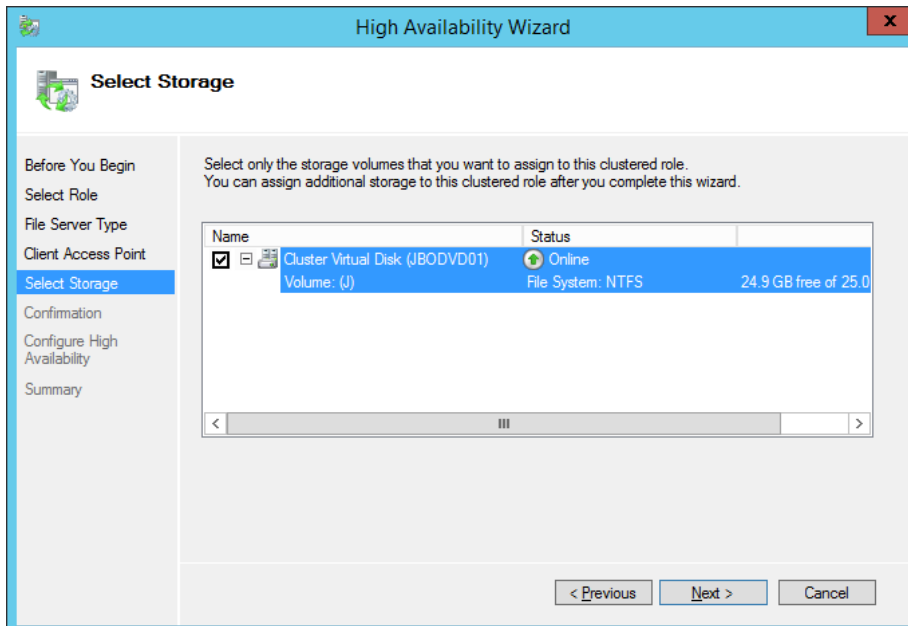 High Availability Wizard
x
Select Storage
Before You Begin
Select Role
File Server Type
Client Access Point
Select Storage
Confirmation
Configure High
Availability
Summary
Select only the storage volumes that you want to assign to this clustered role.
You can assign additional storage to this clustered role after you complete this wizard.
Name Status
Cluster Virtual Disk (JBODVD01) Online
Volume: (J) File System: NTFS 24.9 GB free of 25.0
< Previous Next > Cancel